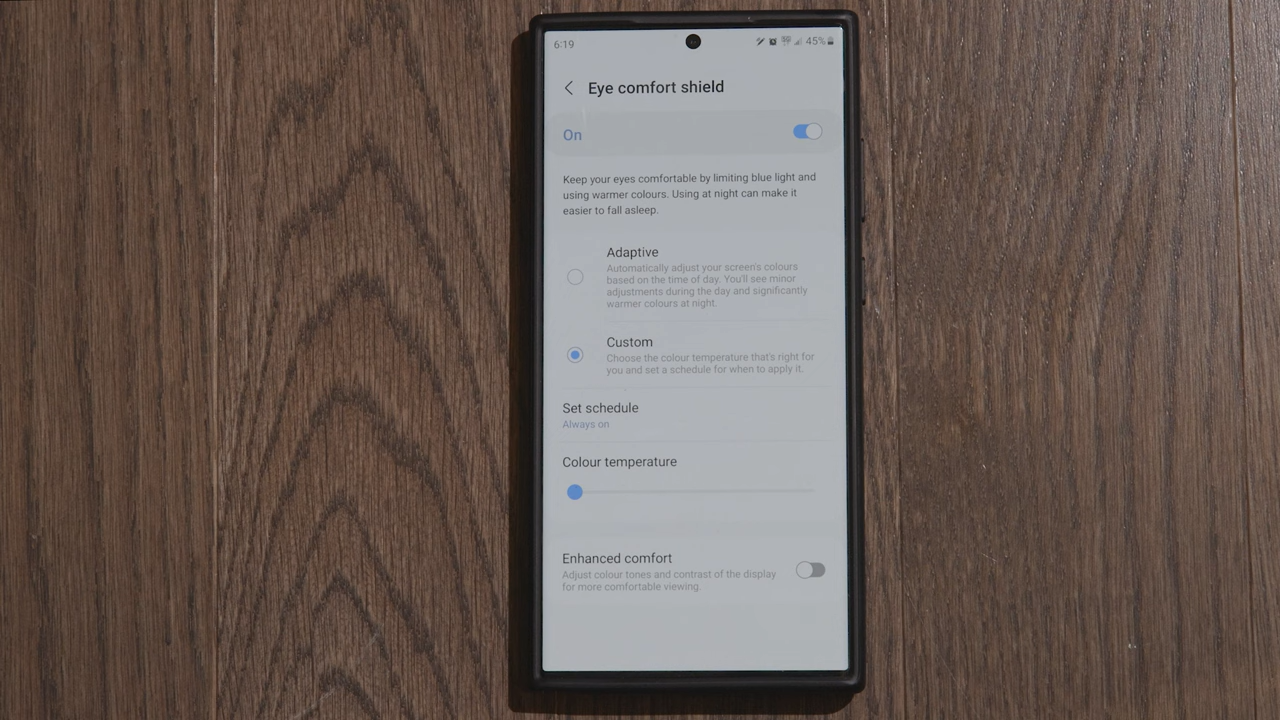 6:19
45%
Eye comfort shield
On
Keep your eyes comfortable by limiting blue light and
using warmer colours. Using at night can make it
easier to fall asleep.
Adaptive
Automatically adjust your screen's colours
based on the time of day. You'll see minor
adjustments during the day and significantly
warmer colours at night.
Custom
Choose the colour temperature that's right for
you and set a schedule for when to apply it.
Set schedule
Always on
Colour temperature
Enhanced comfort
Adjust colour tones and contrast of the display
for more comfortable viewing.